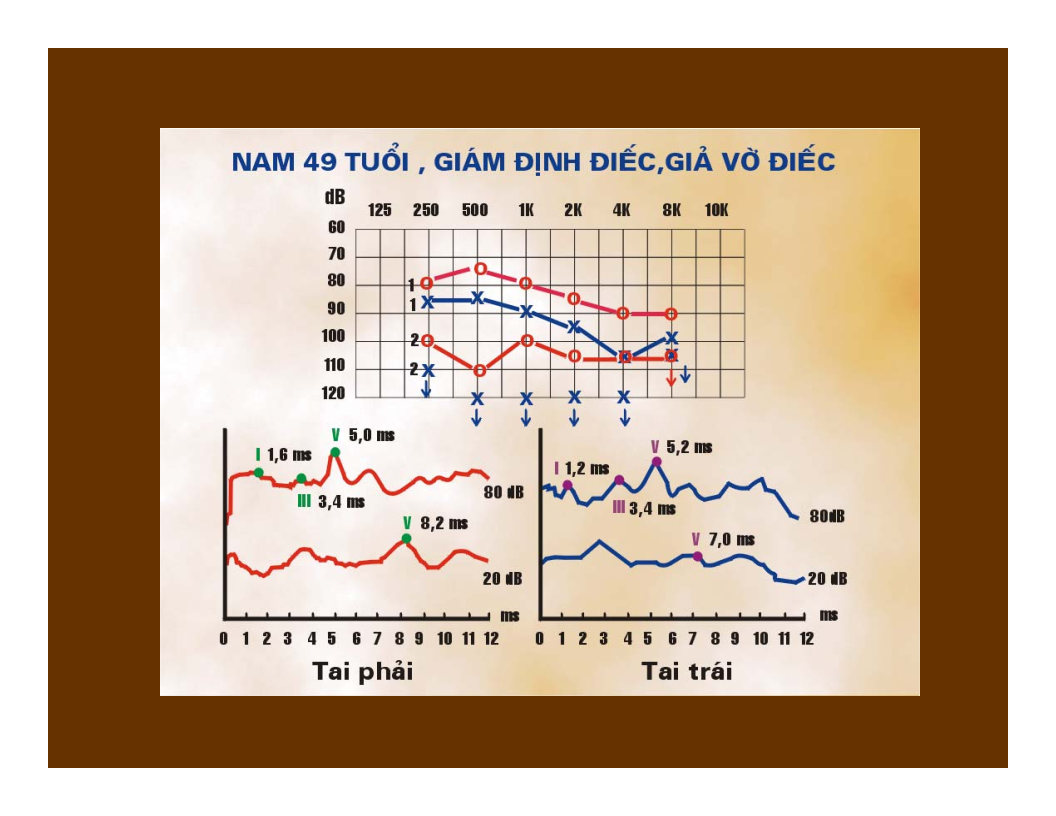 NAM 49 TUỔI , GIÁM ĐỊNH ĐIẾC,GIẢ VỜ ĐIẾC
dB
125 250 500 1K 2K 4K 8K 10K
60
70
80
90
100
110
120
1
1
2
2
O O O O O O
X X X X X X
O O O O O O
X X X X X X
V 5,0 ms
I 1,6 ms
III 3,4 ms
80 dB
V 8,2 ms
20 dB
ms
0 1 2 3 4 5 6 7 8 9 10 11 12
Tai phải
V 5,2 ms
I 1,2 ms
III 3,4 ms
80dB
V 7,0 ms
20 dB
ms
0 1 2 3 4 5 6 7 8 9 10 11 12
Tai trái